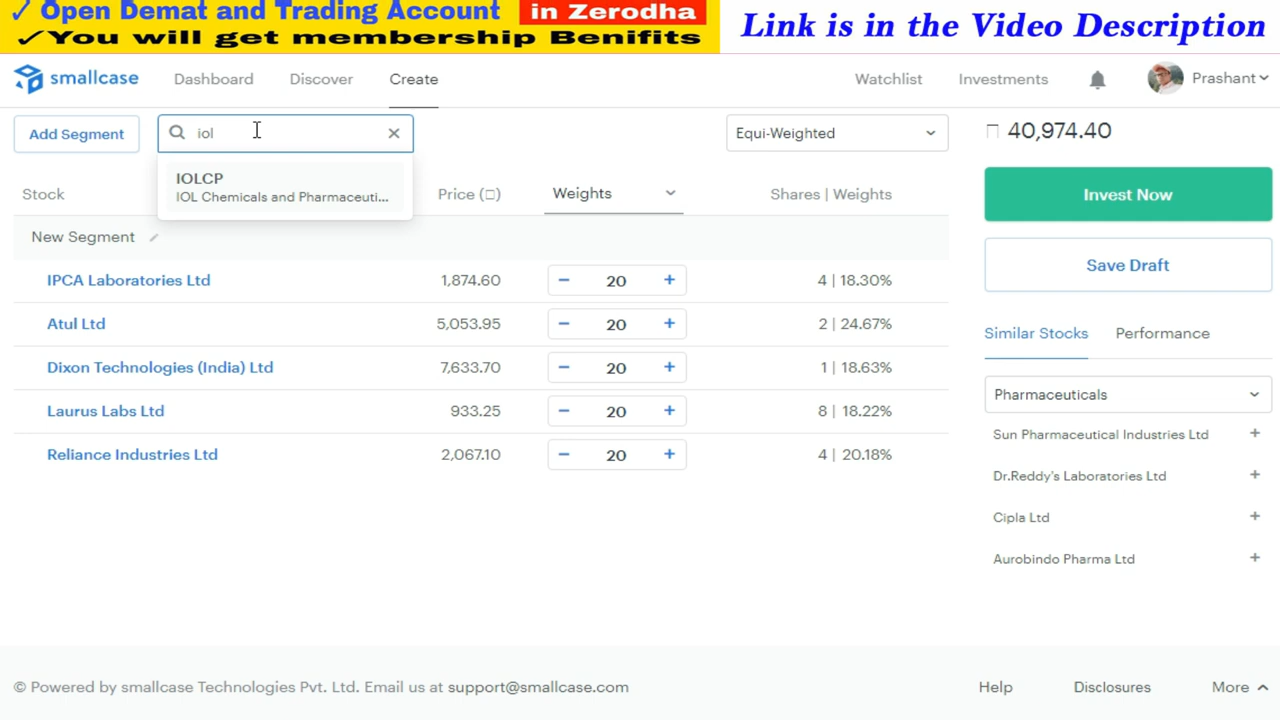 ✓ Open Demat and Trading Account in Zerodha
✓You will get membership Benifits
Link is in the Video Description
smallcase Dashboard Discover Create Watchlist Investments Prashant
Add Segment iol Equi-Weighted 40,974.40
IOLCP
IOL Chemicals and Pharmaceuti...
Stock Price (□) Weights Shares | Weights
Invest Now
New Segment
IPCA Laboratories Ltd 1,874.60 − 20 + 4 | 18.30%
Atul Ltd 5,053.95 − 20 + 2 | 24.67%
Dixon Technologies (India) Ltd 7,633.70 − 20 + 1 | 18.63%
Laurus Labs Ltd 933.25 − 20 + 8 | 18.22%
Reliance Industries Ltd 2,067.10 − 20 + 4 | 20.18%
Save Draft
Similar Stocks Performance
Pharmaceuticals
Sun Pharmaceutical Industries Ltd +
Dr.Reddy's Laboratories Ltd +
Cipla Ltd +
Aurobindo Pharma Ltd +
© Powered by smallcase Technologies Pvt. Ltd. Email us at support@smallcase.com Help Disclosures More